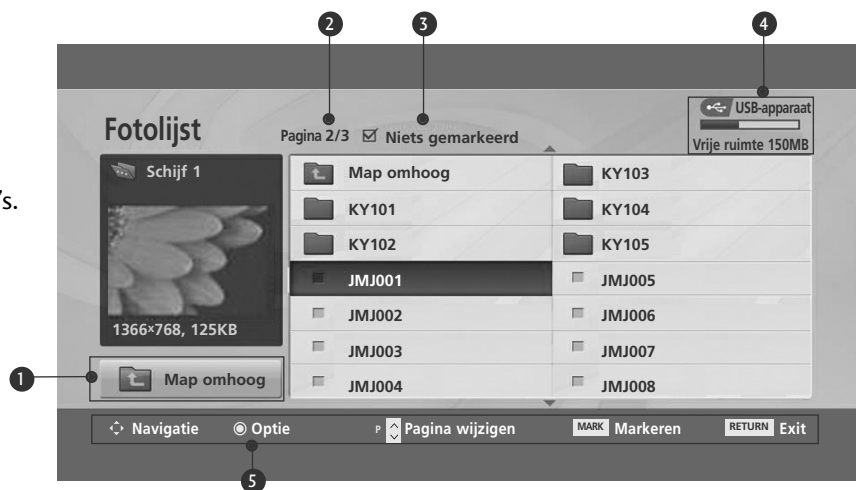 2 3 4
USB-apparaat
Fotolijst
Pagina 2/3 Niets gemarkeerd
Vrije ruimte 150MB
Schijf 1
Map omhoog KY103
's.
KY101 KY104
KY102 KY105
JMJ001 JMJ005
JMJ002 JMJ006
1366×768, 125KB
JMJ003 JMJ007
1 Map omhoog
JMJ004 JMJ008
Navigatie Optie P Pagina wijzigen MARK Markeren RETURN Exit
5